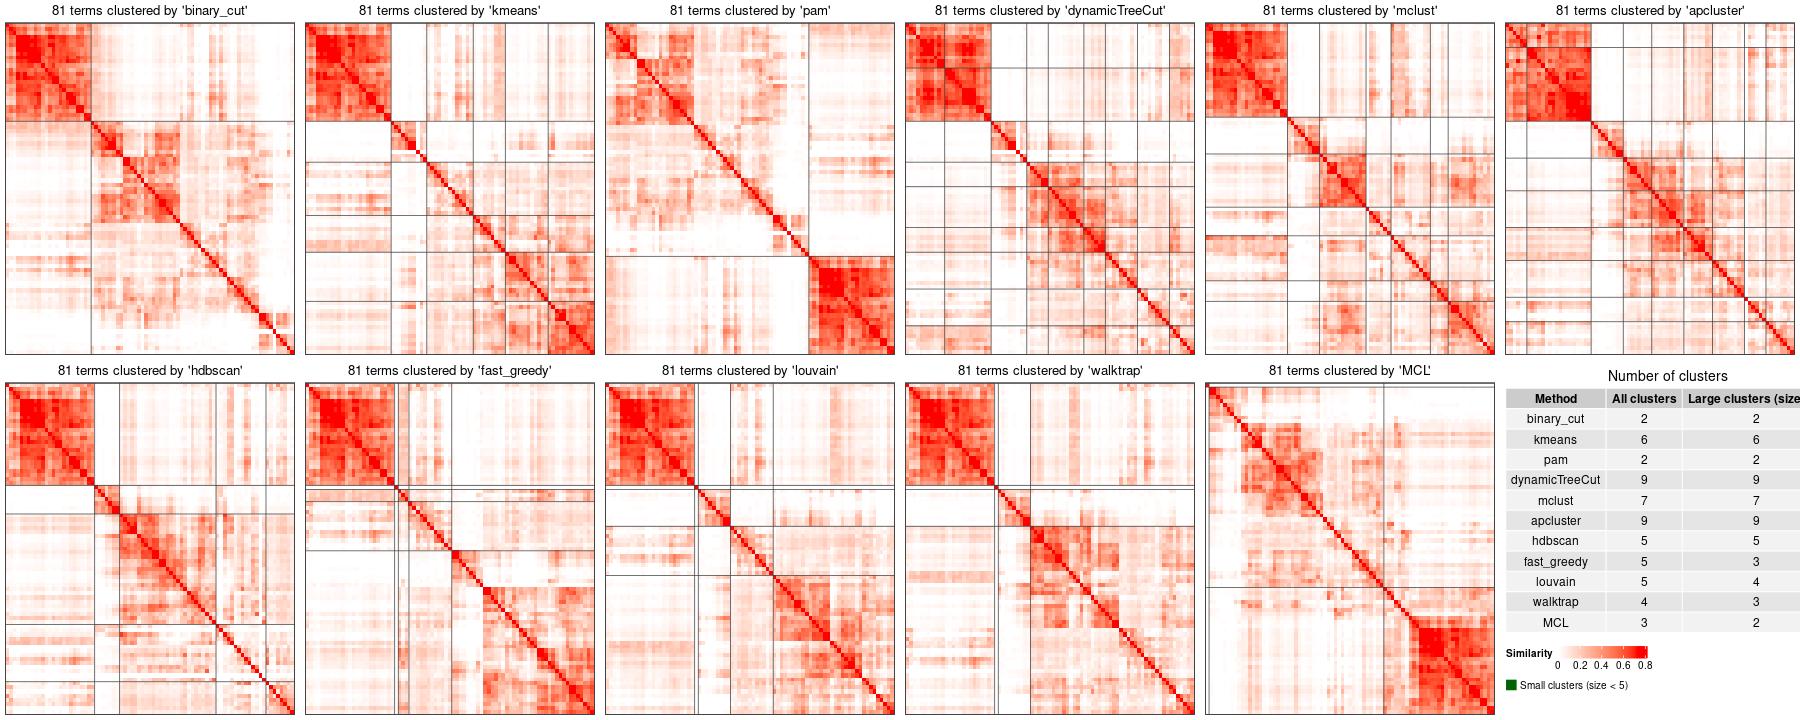 81 terms clustered by 'binary_cut'
81 terms clustered by 'kmeans'
81 terms clustered by 'pam'
81 terms clustered by 'dynamicTreeCut'
81 terms clustered by 'mclust'
81 terms clustered by 'apcluster'
81 terms clustered by 'hdbscan'
81 terms clustered by 'fast_greedy'
81 terms clustered by 'louvain'
81 terms clustered by 'walktrap'
81 terms clustered by 'MCL'
Number of clusters
Method All clusters Large clusters (size
binary_cut 2 2
kmeans 6 6
pam 2 2
dynamicTreeCut 9 9
mclust 7 7
apcluster 9 9
hdbscan 5 5
fast_greedy 5 3
louvain 5 4
walktrap 4 3
MCL 3 2
Similarity
0 0.2 0.4 0.6 0.8
Small clusters (size < 5)